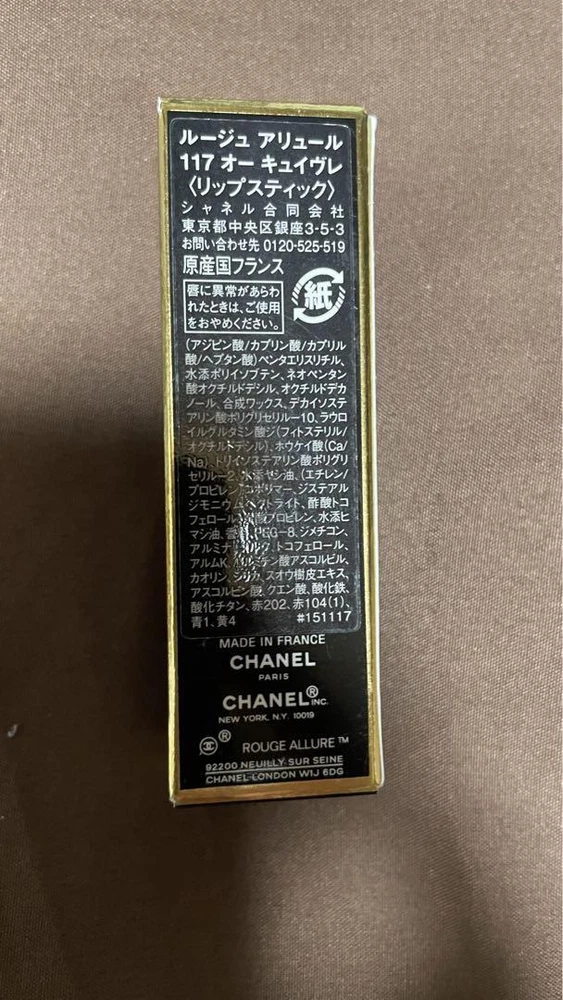 ルージュ アリュール
117 オー キュイヴレ
〈リップスティック〉
シャネル合同会社
東京都中央区銀座3-5-3
お問い合わせ先 0120-525-519
原産国フランス
紙
唇に異常があらわ
れたときは、ご使用
をおやめください。
(アジピン酸/カプリン酸/カプリル
酸/ヘプタン酸)ペンタエリスリチル、
水添ポリイソブテン、ネオペンタン
酸オクチルドデシル、オクチルドデカ
ノール、合成ワックス、デカイソステ
アリン酸ポリグリセリル-10、ラウロ
イルグルタミン酸ジ(フィトステリル/
オクチルドデシル)、ホウケイ酸(Ca/
Na)、トリイソステアリン酸ポリグリ
セリル-2、水添ヤシ油、(エチレン/
プロピレン)コポリマー、ジステアル
ジモニウムヘクトライト、酢酸トコ
フェロール、炭酸プロピレン、水添ヒ
マシ油、香料、PEG-8、ジメチコン、
アルミナ、トコフェロール、
アルムK、パルミチン酸アスコルビル、
カオリン、シリカ、スオウ樹皮エキス、
アスコルビン酸、クエン酸、酸化鉄、
酸化チタン、赤202、赤104(1)、
青1、黄4 #151117
MADE IN FRANCE
CHANEL
PARIS
CHANEL® INC.
NEW YORK, N.Y. 10019
® ROUGE ALLURE ™
92200 NEUILLY SUR SEINE
CHANEL-LONDON W1J 6DG